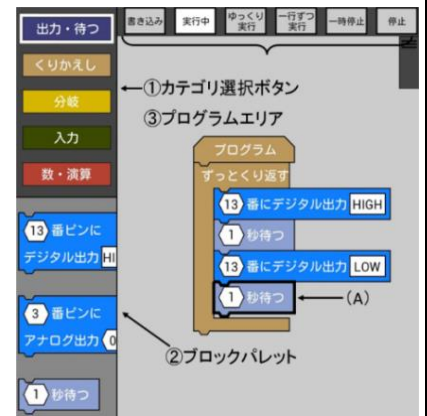 出力・待つ
書き込み
実行中
ゆっくり
実行
一行ずつ
実行
一時停止
停止
くりかえし
分岐
入力
数・演算
①カテゴリ選択ボタン
③プログラムエリア
プログラム
ずっとくり返す
13 番にデジタル出力 HIGH
1 秒待つ
13 番にデジタル出力 LOW
1 秒待つ
(A)
13 番ピンに
デジタル出力 HI
3 番ピンに
アナログ出力 0
②ブロックパレット
1 秒待つ